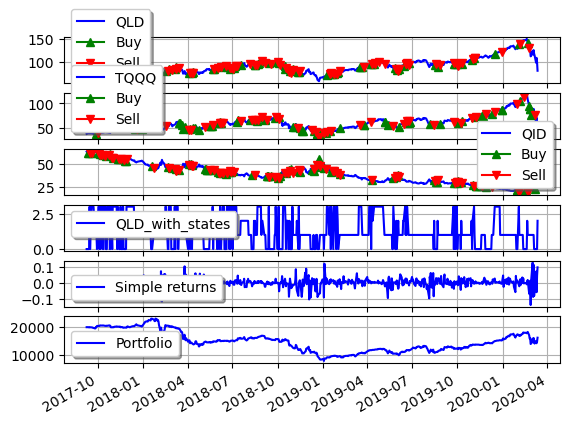 QLD
Buy
Sell
150
100
TQQQ
Buy
Sell
100
50
QID
Buy
Sell
50
25
QLD_with_states
2.5
0.0
Simple returns
0.1
0.0
−0.1
Portfolio
20000
10000
2017-10 2018-01 2018-04 2018-07 2018-10 2019-01 2019-04 2019-07 2019-10 2020-01 2020-04